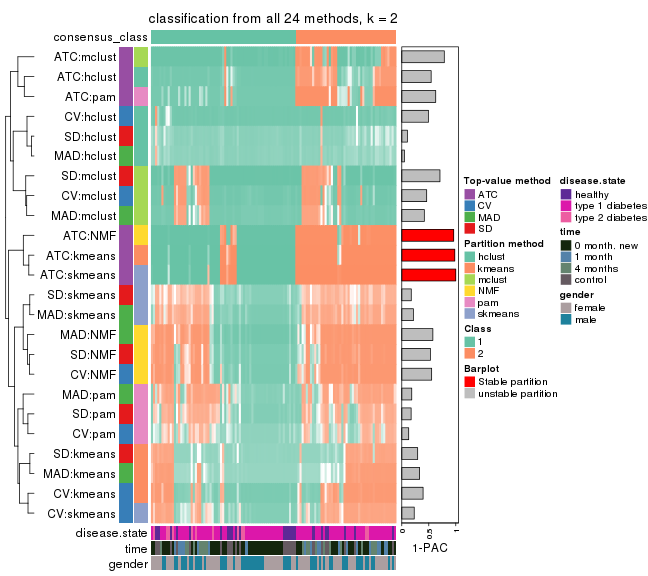 classification from all 24 methods, k = 2
consensus_class
ATC:mclust
ATC:hclust
ATC:pam
CV:hclust
SD:hclust
MAD:hclust
SD:mclust
CV:mclust
MAD:mclust
ATC:NMF
ATC:kmeans
ATC:skmeans
SD:skmeans
MAD:skmeans
MAD:NMF
SD:NMF
CV:NMF
MAD:pam
SD:pam
CV:pam
SD:kmeans
MAD:kmeans
CV:kmeans
CV:skmeans
disease.state
time
gender
0
0.5
1
1-PAC
Top-value method
ATC
CV
MAD
SD
Partition method
hclust
kmeans
mclust
NMF
pam
skmeans
Class
1
2
Barplot
Stable partition
unstable partition
disease.state
healthy
type 1 diabetes
type 2 diabetes
time
0 month. new
1 month
4 months
control
gender
female
male